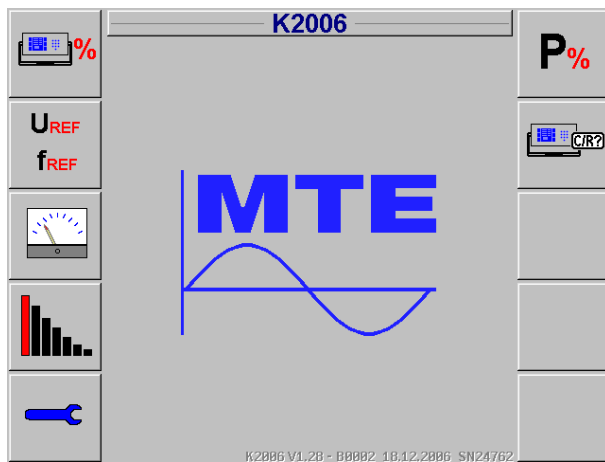 K2006
%
P%
UREF
fREF
C/R?
MTE
K2006 V1.28 - B0002 18.12.2006 SN24762